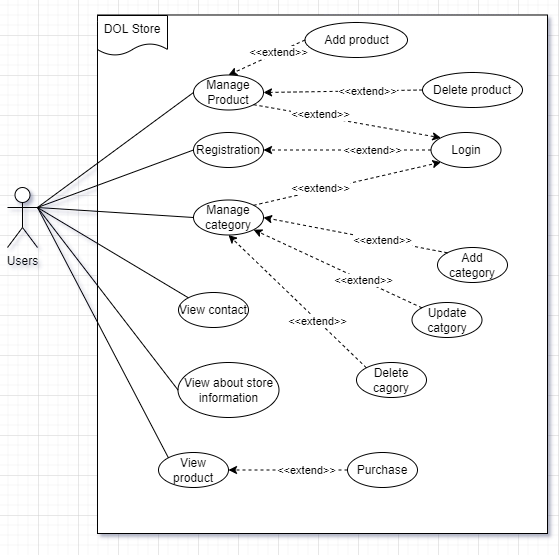 DOL Store
Add product
<<extend>>
Manage
Product
<<extend>>
Delete product
<<extend>>
Registration
<<extend>>
Login
<<extend>>
Manage
category
<<extend>>
Add
category
Users
<<extend>>
Update
catgory
View contact
<<extend>>
Delete
cagory
View about store
information
View
product
<<extend>>
Purchase